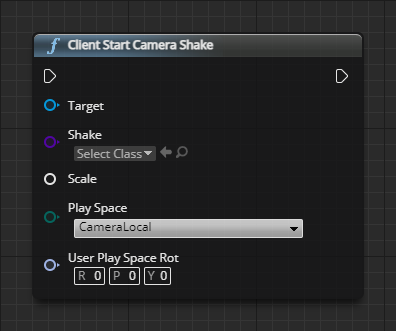 f Client Start Camera Shake
Target
Shake
Select Class
Scale
Play Space
CameraLocal
User Play Space Rot
R 0 P 0 Y 0